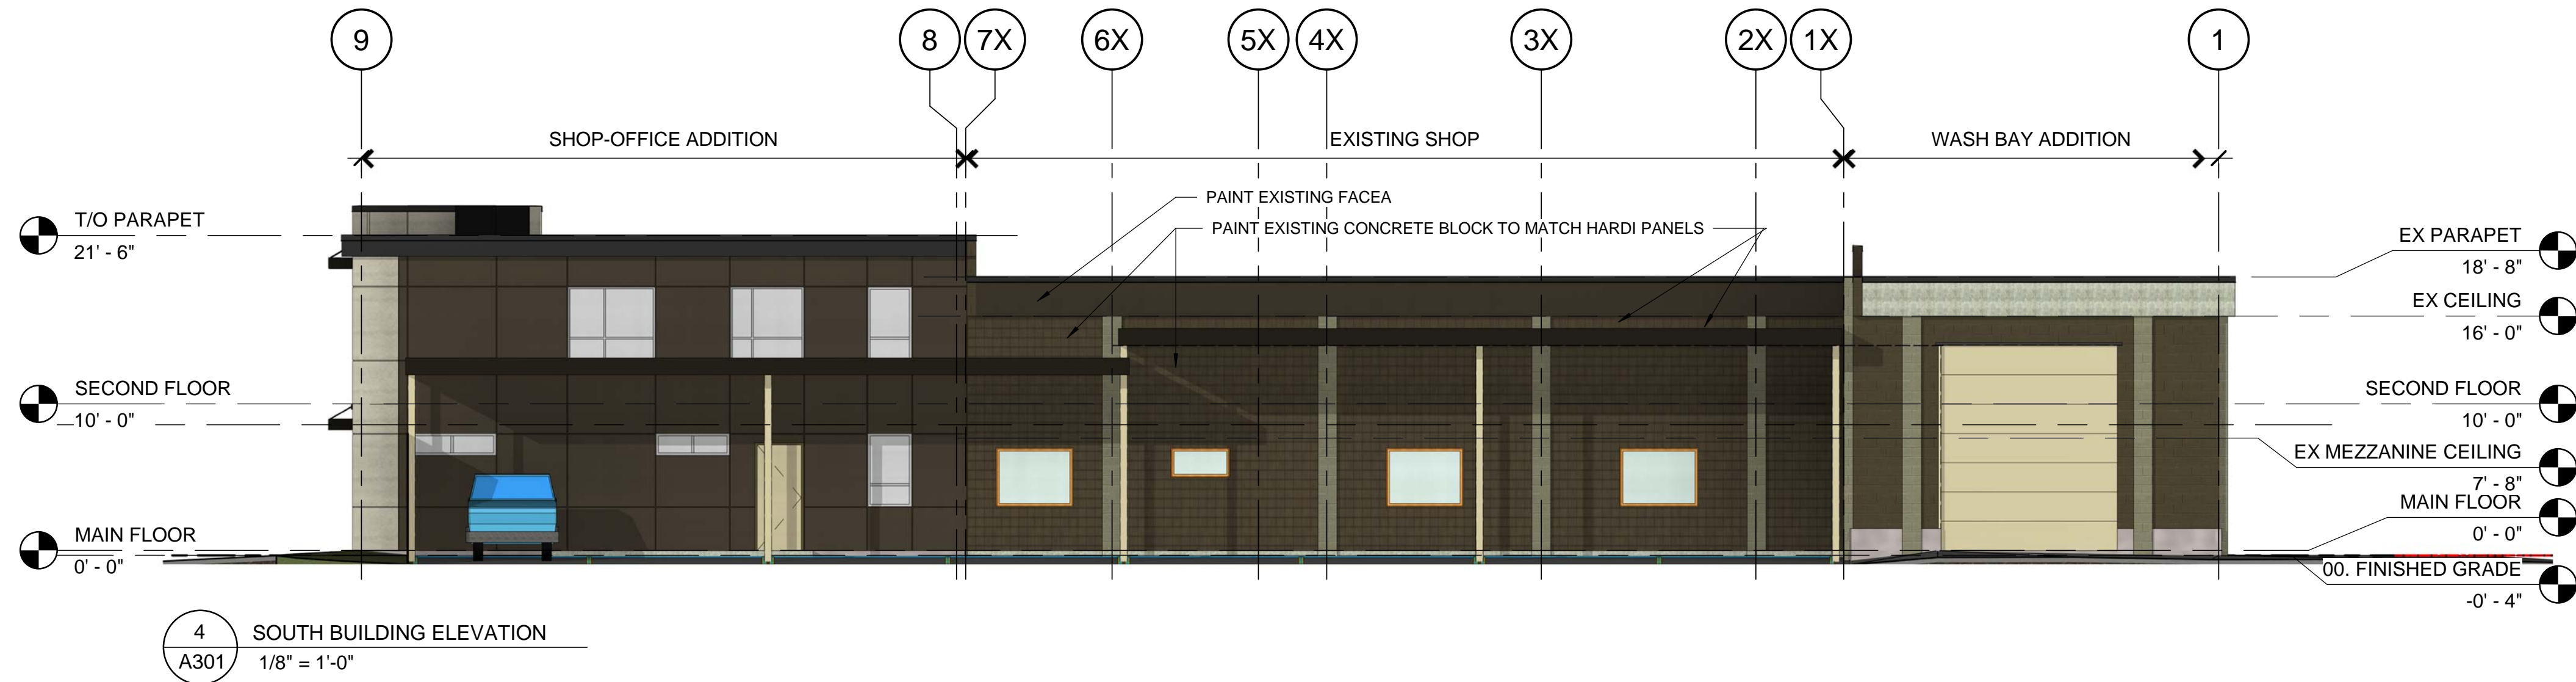 9 8 7X 6X 5X 4X 3X 2X 1X 1
SHOP-OFFICE ADDITION EXISTING SHOP WASH BAY ADDITION
PAINT EXISTING FACEA
PAINT EXISTING CONCRETE BLOCK TO MATCH HARDI PANELS
T/O PARAPET
21' - 6"
SECOND FLOOR
10' - 0"
MAIN FLOOR
0' - 0"
EX PARAPET
18' - 8"
EX CEILING
16' - 0"
SECOND FLOOR
10' - 0"
EX MEZZANINE CEILING
7' - 8"
MAIN FLOOR
0' - 0"
00. FINISHED GRADE
-0' - 4"
4
A301
SOUTH BUILDING ELEVATION
1/8" = 1'-0"